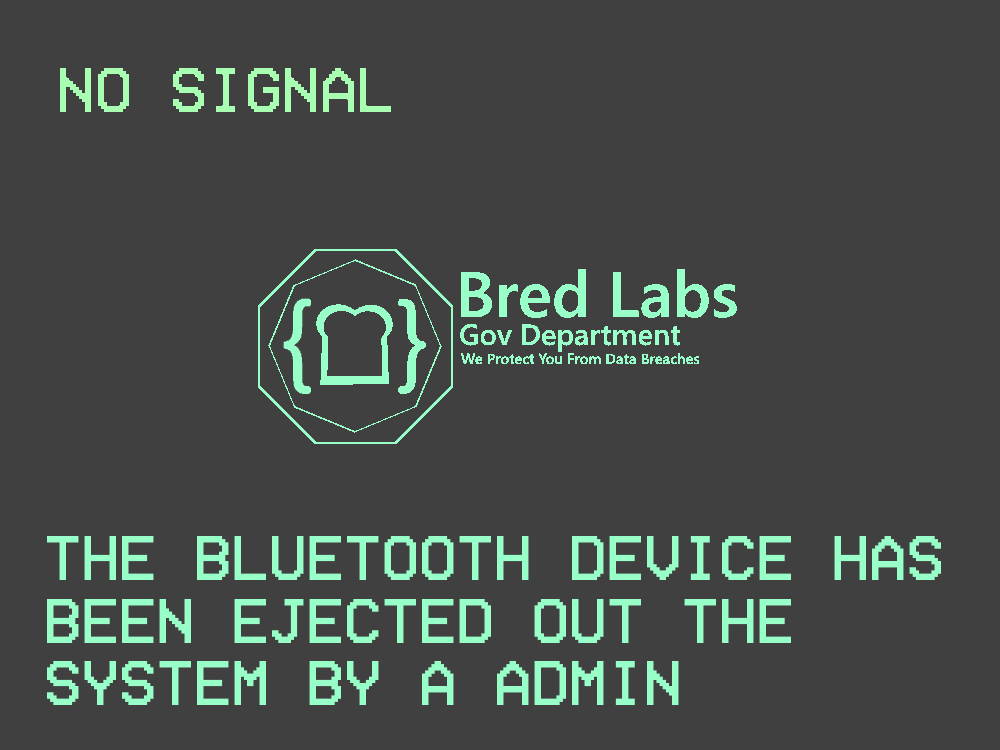 NO SIGNAL
Bred Labs
Gov Department
We Protect You From Data Breaches
THE BLUETOOTH DEVICE HAS
BEEN EJECTED OUT THE
SYSTEM BY A ADMIN